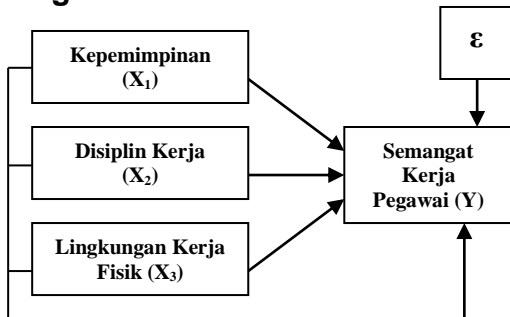 Kepemimpinan
(X₁)
ε
Disiplin Kerja
(X₂)
Semangat
Kerja
Pegawai (Y)
Lingkungan Kerja
Fisik (X₃)